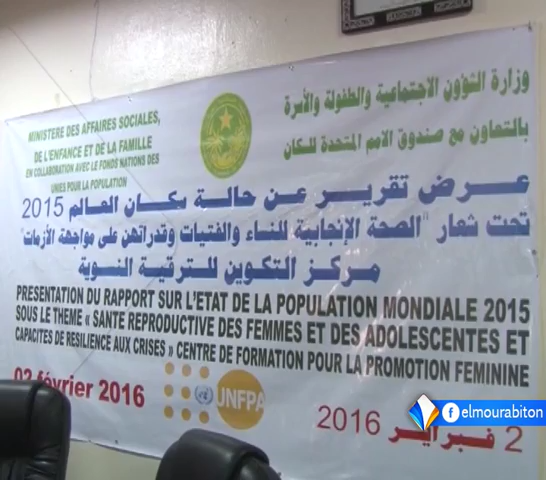 وزارة الشؤون الاجتماعية والطفولة والأسرة
بالتعاون مع صندوق الامم المتحدة للسكان
MINISTERE DES AFFAIRES SOCIALES,
DE L'ENFANCE ET DE LA FAMILLE
EN COLLABORATION AVEC LE FONDS NATIONS DES
UNIES POUR LA POPULATION
عرض تقرير عن حالة سكان العالم 2015
تحت شعار "الصحة الإنجابية للنساء والفتيات وقدراتهن على مواجهة الأزمات"
مركز التكوين للترقية النسوية
PRESENTATION DU RAPPORT SUR L'ETAT DE LA POPULATION MONDIALE 2015
SOUS LE THEME « SANTE REPRODUCTIVE DES FEMMES ET DES ADOLESCENTES ET
CAPACITES DE RESILIENCE AUX CRISES » CENTRE DE FORMATION POUR LA PROMOTION FEMININE
02 février 2016
UNFPA
2 فبراير 2016
elmourabiton